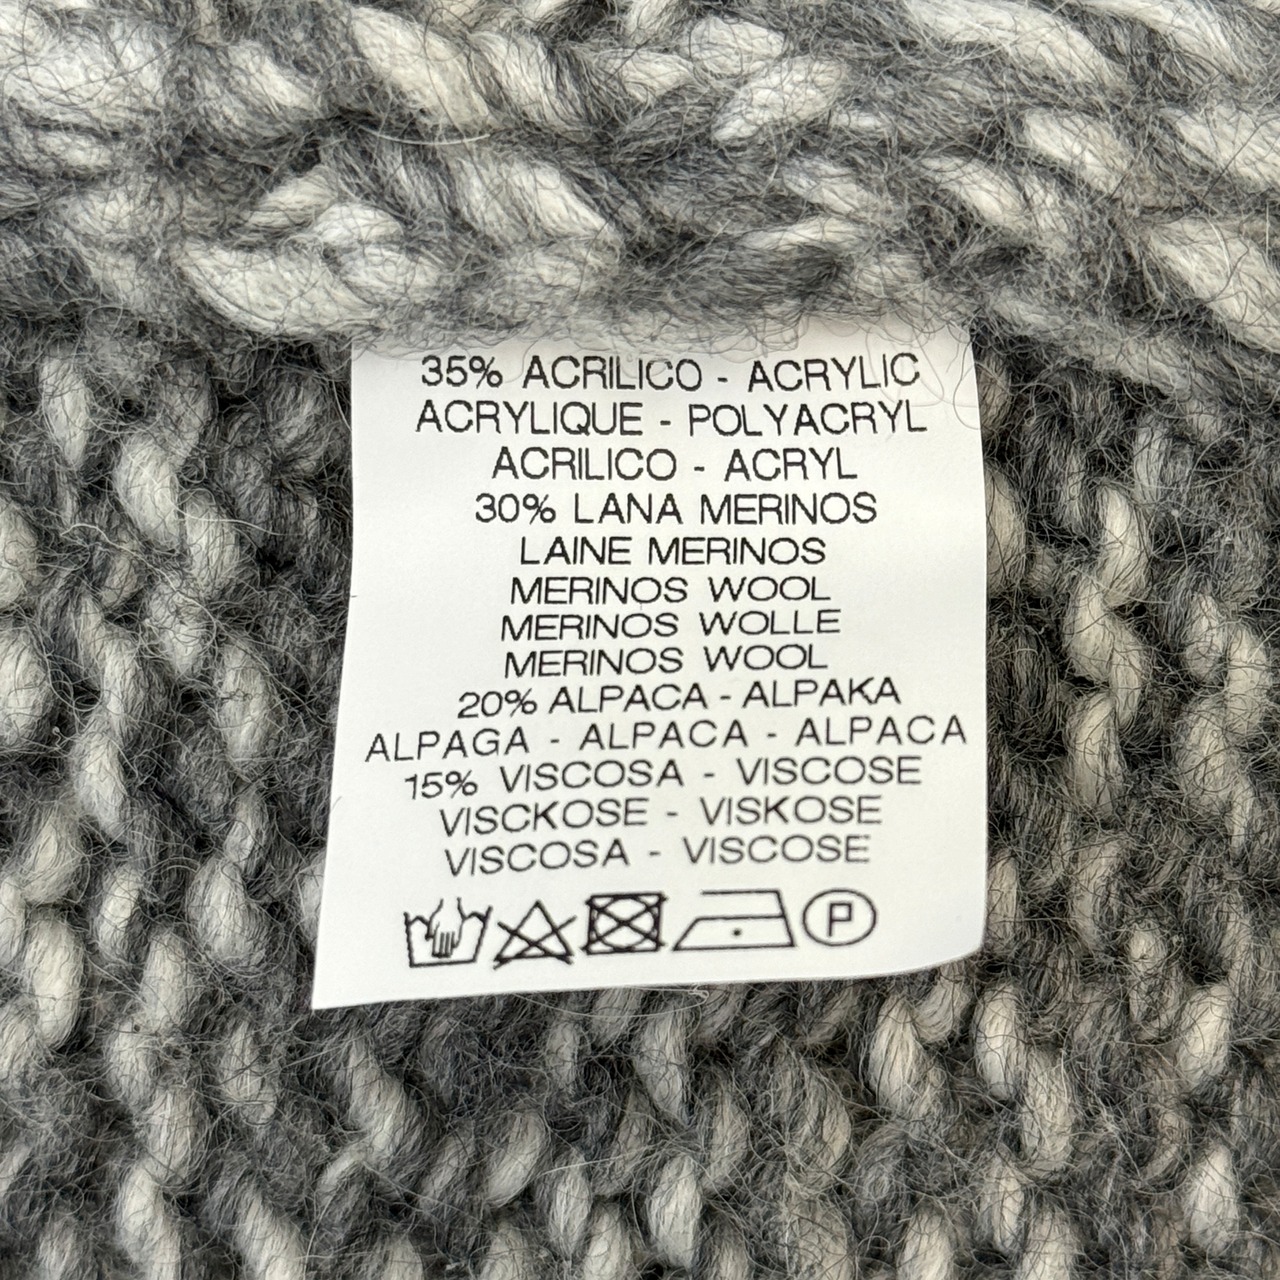 35% ACRILICO - ACRYLIC
ACRYLIQUE - POLYACRYL
ACRILICO - ACRYL
30% LANA MERINOS
LAINE MERINOS
MERINOS WOOL
MERINOS WOLLE
MERINOS WOOL
20% ALPACA - ALPAKA
ALPAGA - ALPACA - ALPACA
15% VISCOSA - VISCOSE
VISCKOSE - VISKOSE
VISCOSA - VISCOSE
P